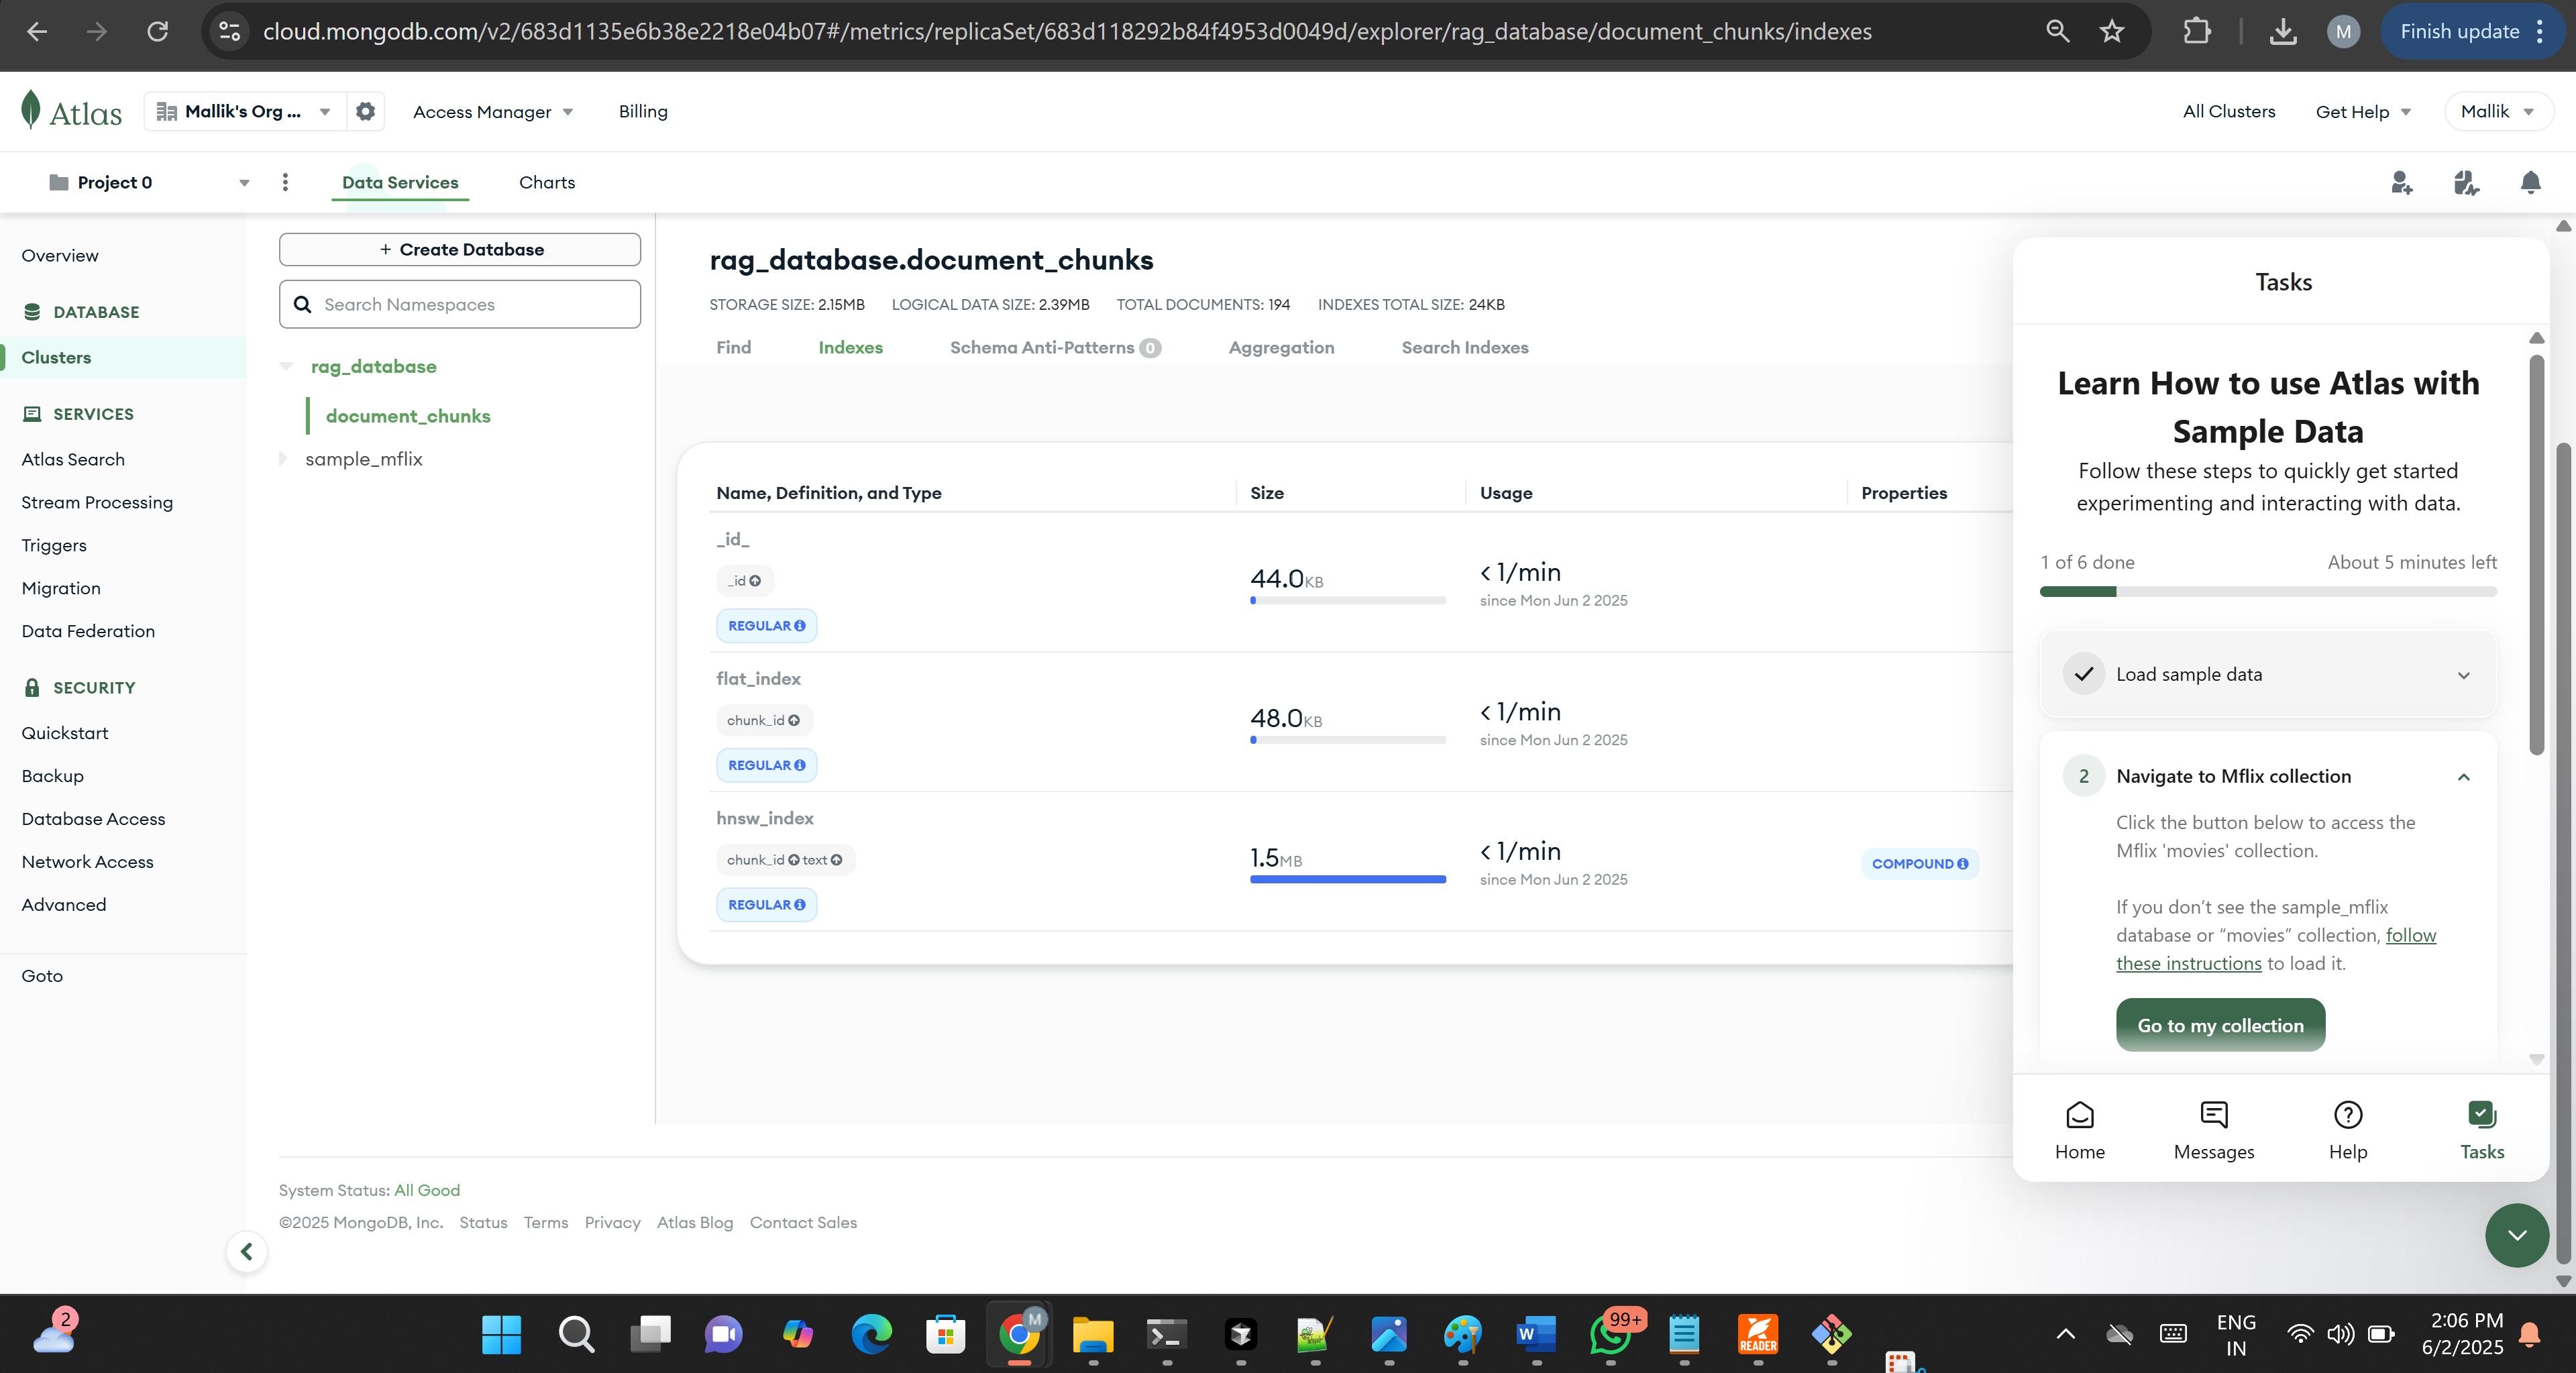 cloud.mongodb.com/v2/683d1135e6b38e2218e04b07#/metrics/replicaSet/683d118292b84f4953d0049d/explorer/rag_database/document_chunks/indexes
M
Finish update
Atlas
Mallik's Org ...
Access Manager
Billing
All Clusters
Get Help
Mallik
Project 0
Data Services
Charts
Overview
DATABASE
Clusters
SERVICES
Atlas Search
Stream Processing
Triggers
Migration
Data Federation
SECURITY
Quickstart
Backup
Database Access
Network Access
Advanced
Goto
+ Create Database
Search Namespaces
rag_database
document_chunks
sample_mflix
rag_database.document_chunks
STORAGE SIZE: 2.15MB LOGICAL DATA SIZE: 2.39MB TOTAL DOCUMENTS: 194 INDEXES TOTAL SIZE: 24KB
Find Indexes Schema Anti-Patterns 0 Aggregation Search Indexes
Name, Definition, and Type Size Usage Properties
_id_
_id
REGULAR
44.0KB
< 1/min
since Mon Jun 2 2025
flat_index
chunk_id
REGULAR
48.0KB
< 1/min
since Mon Jun 2 2025
hnsw_index
chunk_id text
REGULAR
1.5MB
< 1/min
since Mon Jun 2 2025
COMPOUND
System Status: All Good
©2025 MongoDB, Inc. Status Terms Privacy Atlas Blog Contact Sales
Tasks
Learn How to use Atlas with
Sample Data
Follow these steps to quickly get started
experimenting and interacting with data.
1 of 6 done About 5 minutes left
Load sample data
2 Navigate to Mflix collection
Click the button below to access the
Mflix 'movies' collection.
If you don't see the sample_mflix
database or “movies” collection, follow
these instructions to load it.
Go to my collection
Home Messages Help Tasks
2
M
W
99+
READER
ENG
IN
2:06 PM
6/2/2025